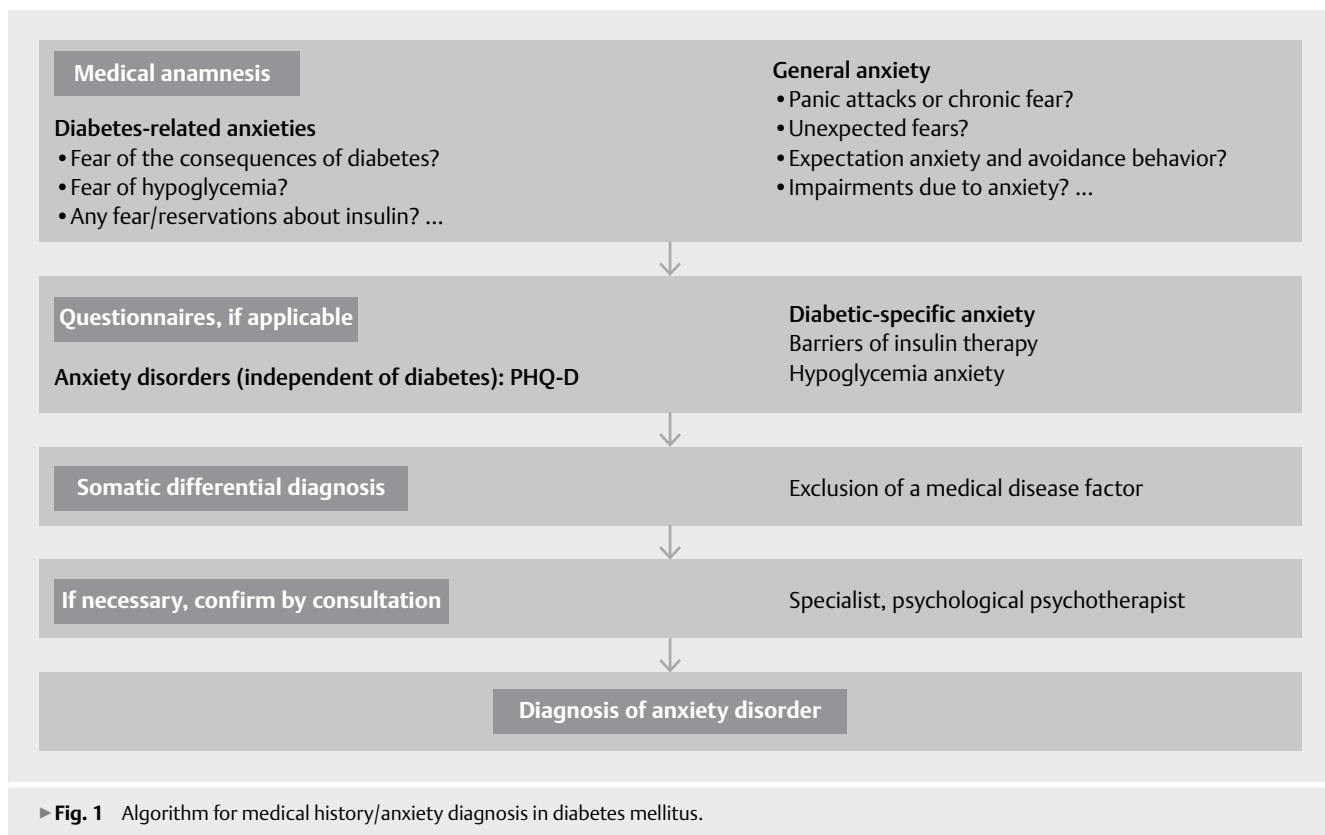 Medical anamnesis
Diabetes-related anxieties
• Fear of the consequences of diabetes?
• Fear of hypoglycemia?
• Any fear/reservations about insulin? ...
General anxiety
• Panic attacks or chronic fear?
• Unexpected fears?
• Expectation anxiety and avoidance behavior?
• Impairments due to anxiety? ...
Questionnaires, if applicable
Anxiety disorders (independent of diabetes): PHQ-D
Diabetic-specific anxiety
Barriers of insulin therapy
Hypoglycemia anxiety
Somatic differential diagnosis
Exclusion of a medical disease factor
If necessary, confirm by consultation
Specialist, psychological psychotherapist
Diagnosis of anxiety disorder
▶ Fig. 1 Algorithm for medical history/anxiety diagnosis in diabetes mellitus.